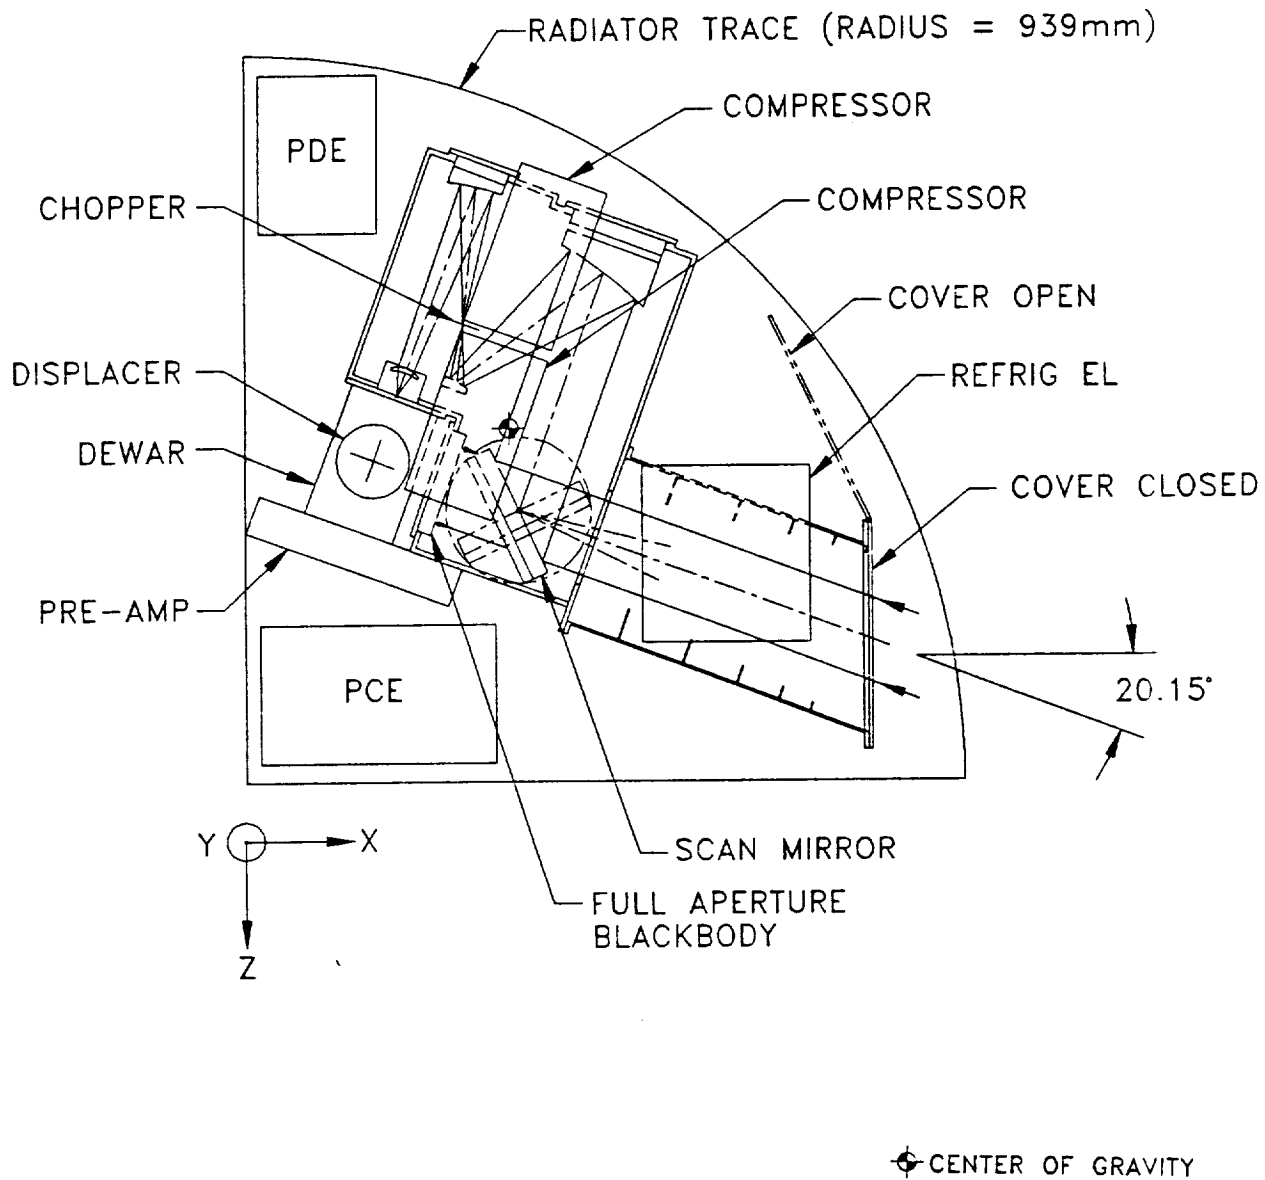 RADIATOR TRACE (RADIUS = 939mm)
COMPRESSOR
PDE
CHOPPER
COMPRESSOR
COVER OPEN
DISPLACER
REFRIG EL
DEWAR
COVER CLOSED
PRE-AMP
PCE
20.15°
Y
X
SCAN MIRROR
FULL APERTURE
BLACKBODY
Z
CENTER OF GRAVITY